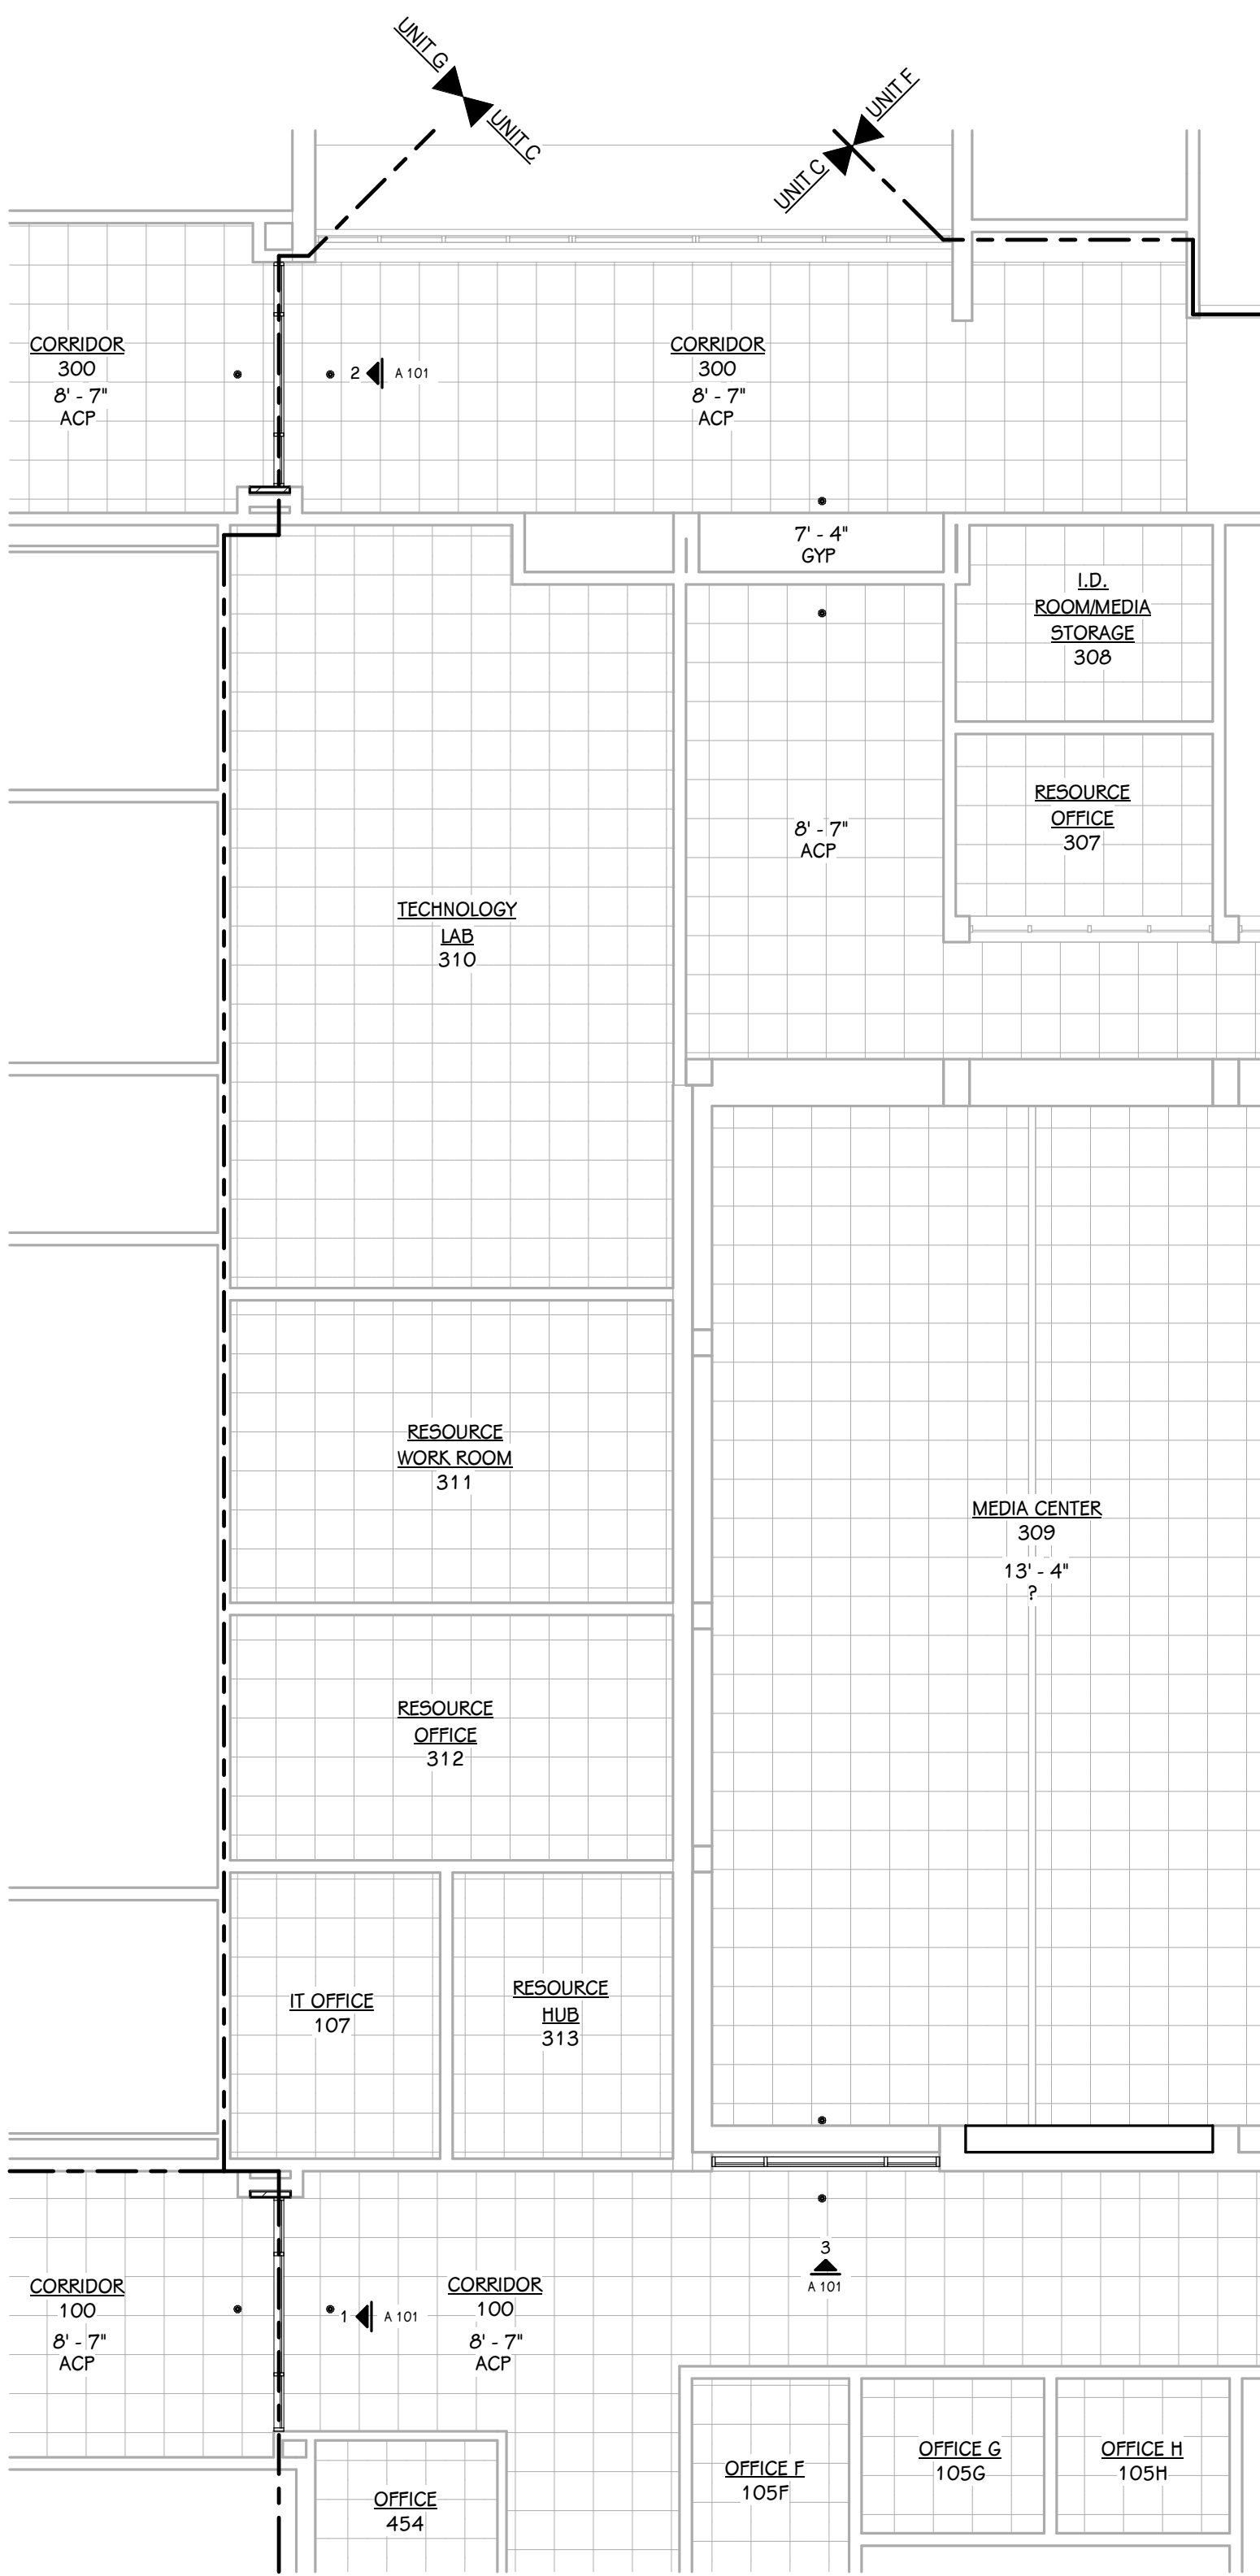 UNIT G
UNIT C
UNIT F
UNIT C
CORRIDOR
300
8' - 7"
ACP
2
A 101
CORRIDOR
300
8' - 7"
ACP
7' - 4"
GYP
I.D.
ROOM/MEDIA
STORAGE
308
RESOURCE
OFFICE
307
8' - 7"
ACP
TECHNOLOGY
LAB
310
RESOURCE
WORK ROOM
311
MEDIA CENTER
309
13' - 4"
?
RESOURCE
OFFICE
312
IT OFFICE
107
RESOURCE
HUB
313
3
A 101
CORRIDOR
100
8' - 7"
ACP
1
A 101
CORRIDOR
100
8' - 7"
ACP
OFFICE F
105F
OFFICE G
105G
OFFICE H
105H
OFFICE
454